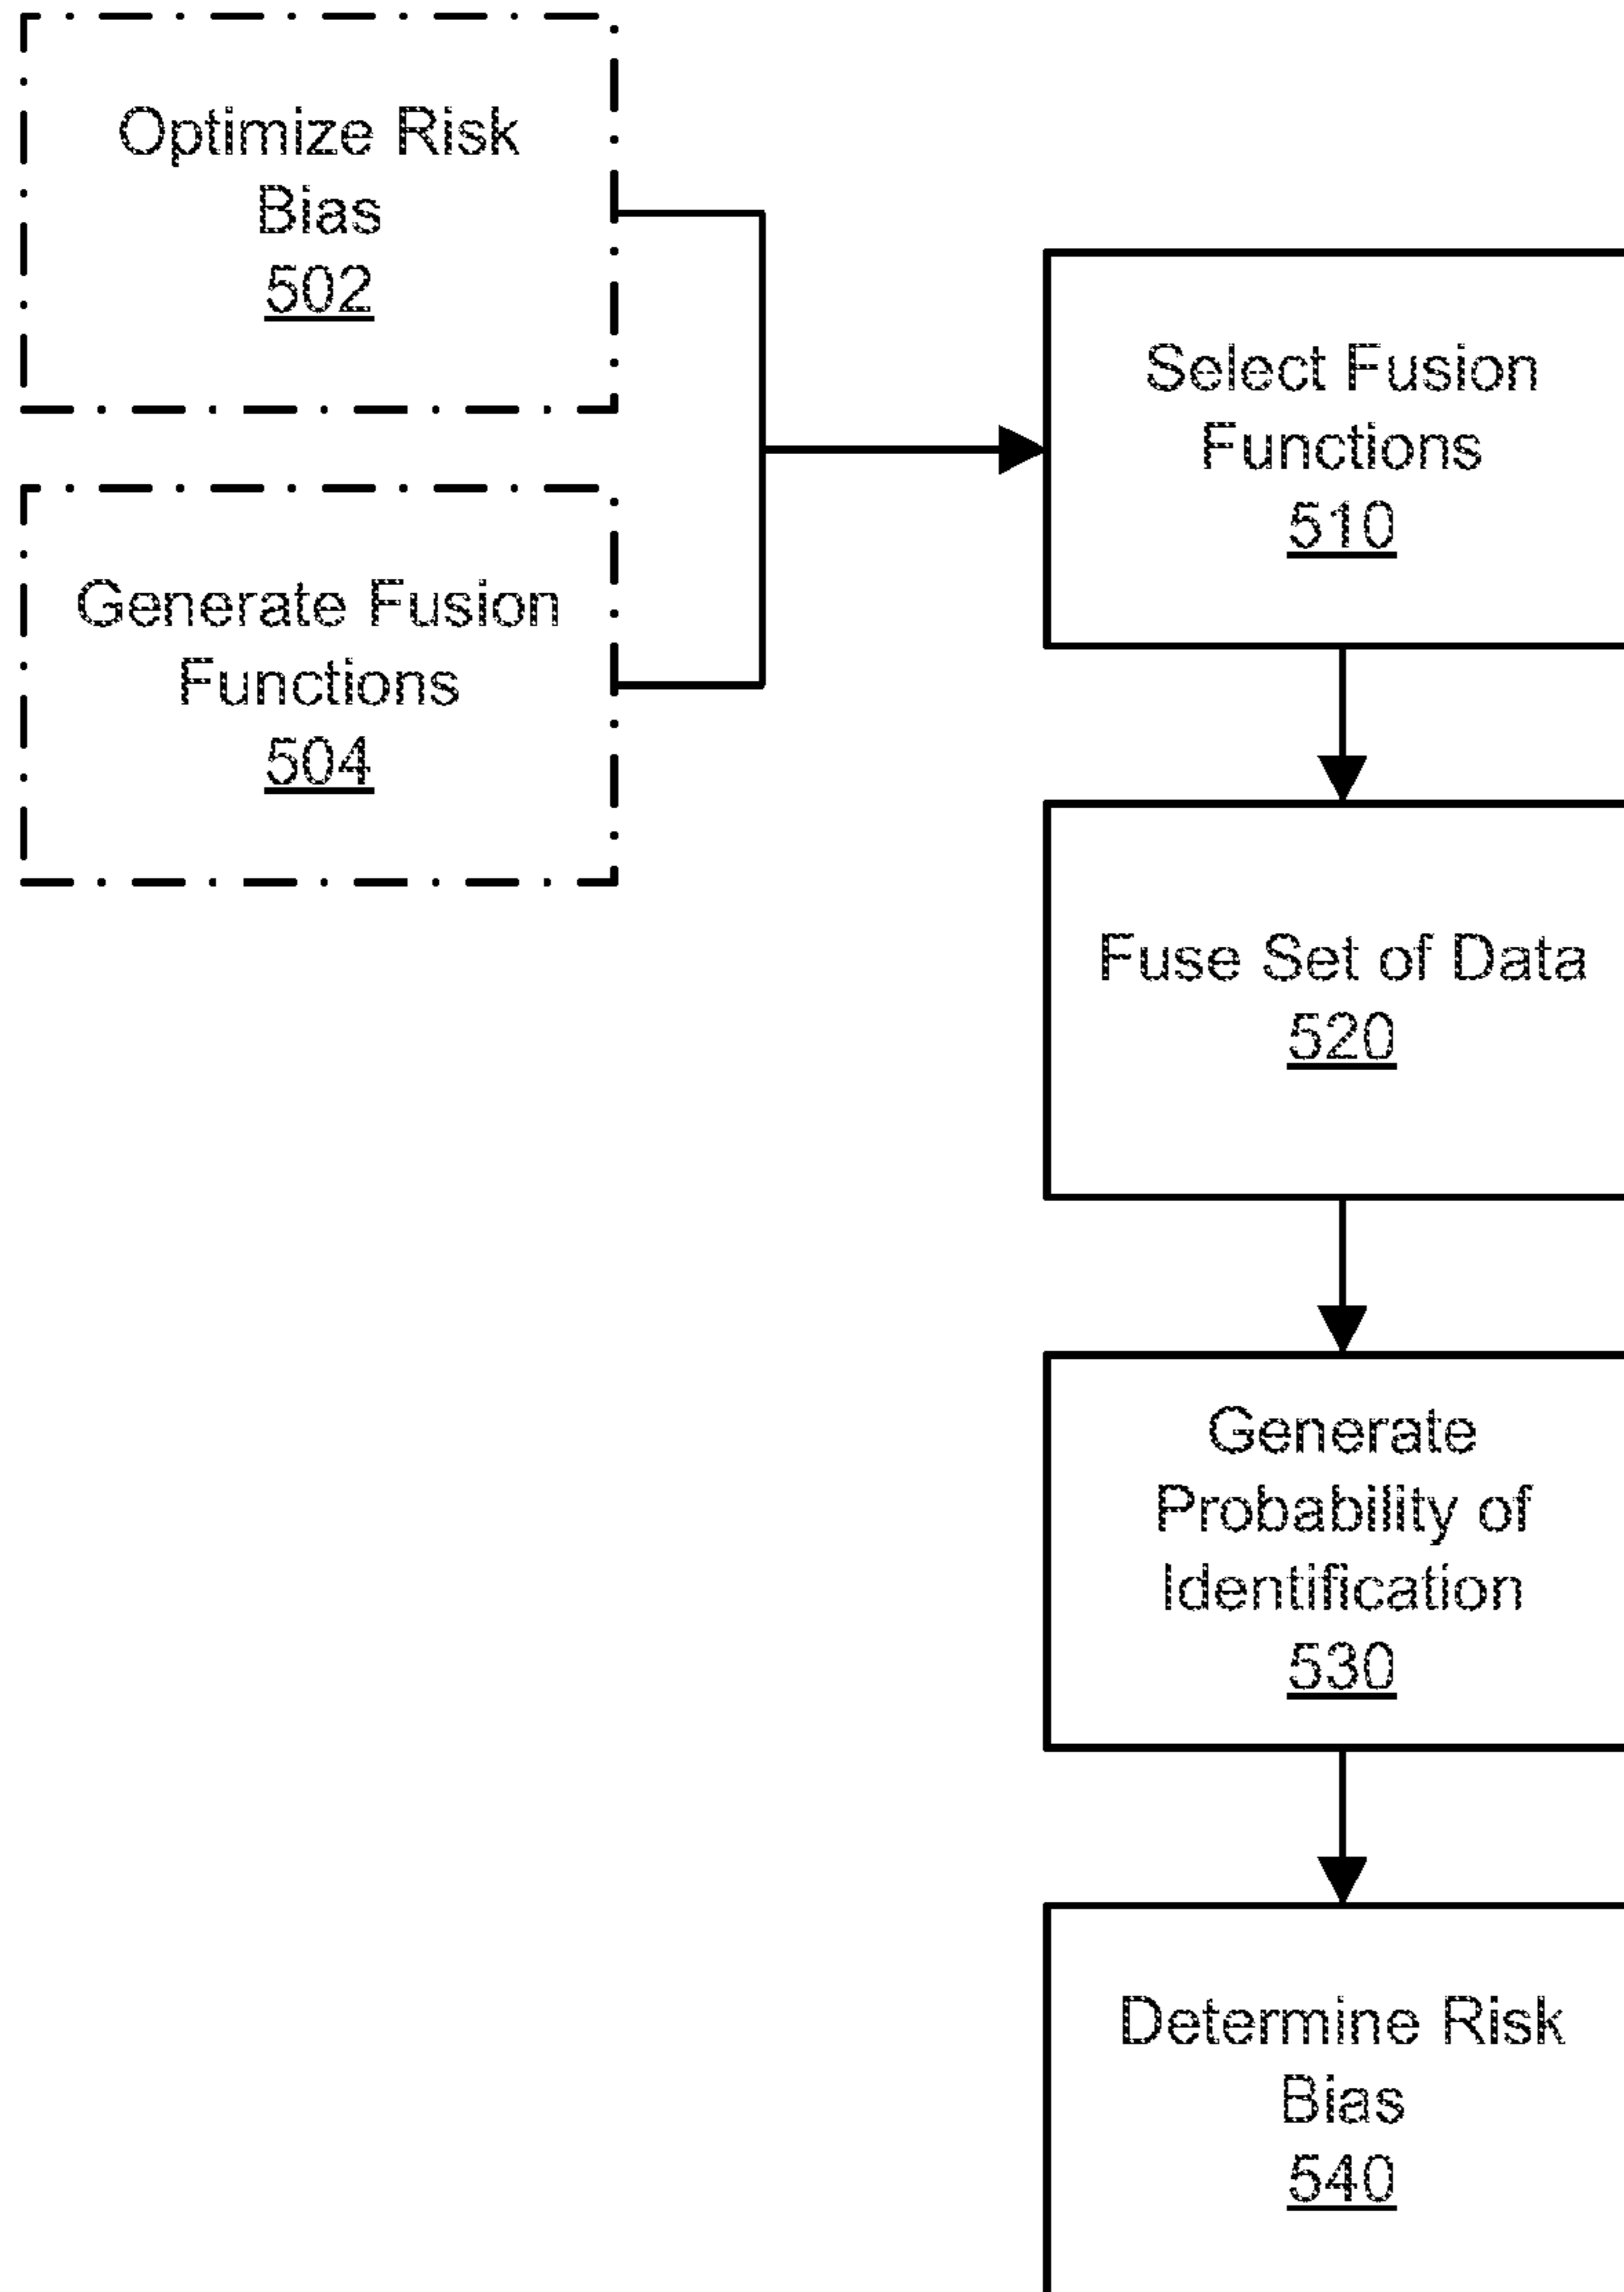 Optimize Risk
Bias
502
Generate Fusion
Functions
504
Select Fusion
Functions
510
Fuse Set of Data
520
Generate
Probability of
Identification
530
Determine Risk
Bias
540